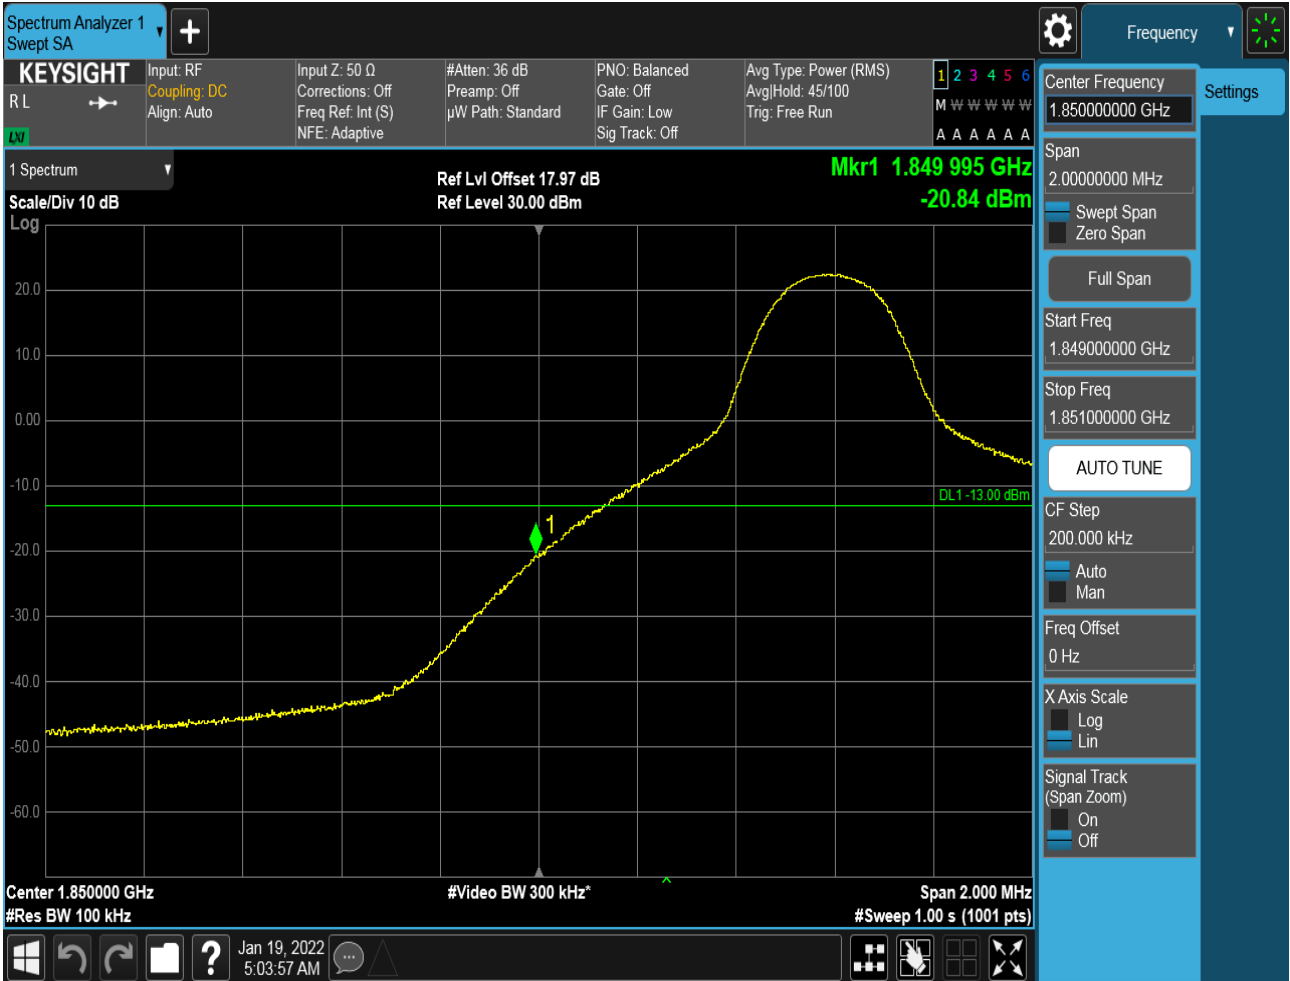 Spectrum Analyzer 1
Swept SA
Frequency
KEYSIGHT
R L
LXI
Input: RF
Coupling: DC
Align: Auto
Input Z: 50 Ω
Corrections: Off
Freq Ref: Int (S)
NFE: Adaptive
#Atten: 36 dB
Preamp: Off
µW Path: Standard
PNO: Balanced
Gate: Off
IF Gain: Low
Sig Track: Off
Avg Type: Power (RMS)
Avg|Hold: 45/100
Trig: Free Run
1 2 3 4 5 6
M W W W W W
A A A A A A
1 Spectrum
Scale/Div 10 dB
Log
Ref Lvl Offset 17.97 dB
Ref Level 30.00 dBm
Mkr1 1.849 995 GHz
-20.84 dBm
20.0
10.0
0.00
-10.0
DL1 -13.00 dBm
1
-20.0
-30.0
-40.0
-50.0
-60.0
Center 1.850000 GHz
#Video BW 300 kHz*
Span 2.000 MHz
#Res BW 100 kHz
#Sweep 1.00 s (1001 pts)
Center Frequency
1.850000000 GHz
Settings
Span
2.00000000 MHz
Swept Span
Zero Span
Full Span
Start Freq
1.849000000 GHz
Stop Freq
1.851000000 GHz
AUTO TUNE
CF Step
200.000 kHz
Auto
Man
Freq Offset
0 Hz
X Axis Scale
Log
Lin
Signal Track
(Span Zoom)
On
Off
?
Jan 19, 2022
5:03:57 AM